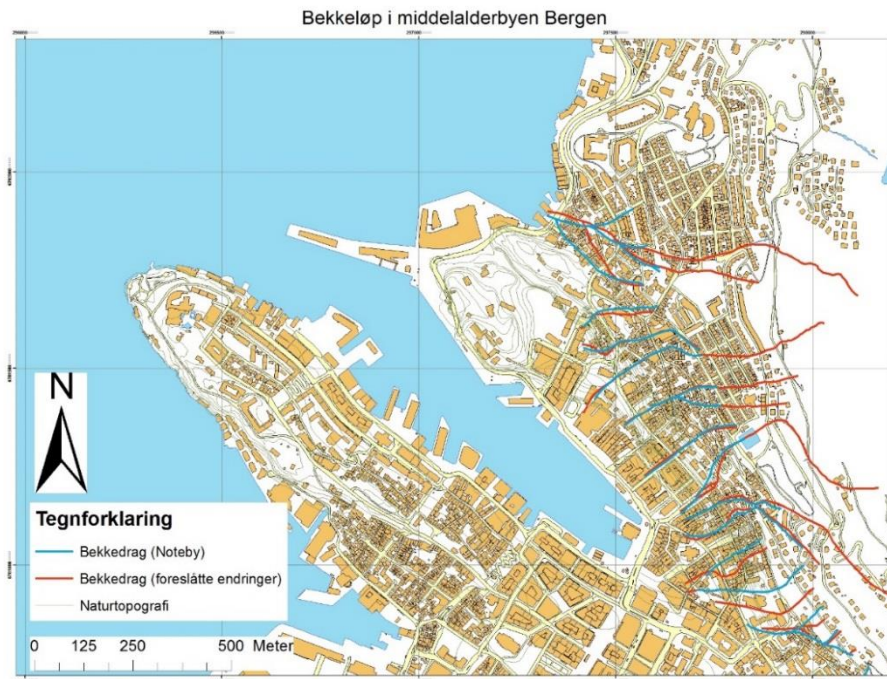 Bekkeløp i middelalderbyen Bergen
N
Tegnforklaring
Bekkedrag (Noteby)
Bekkedrag (foreslåtte endringer)
Naturtopografi
0 125 250 500 Meter